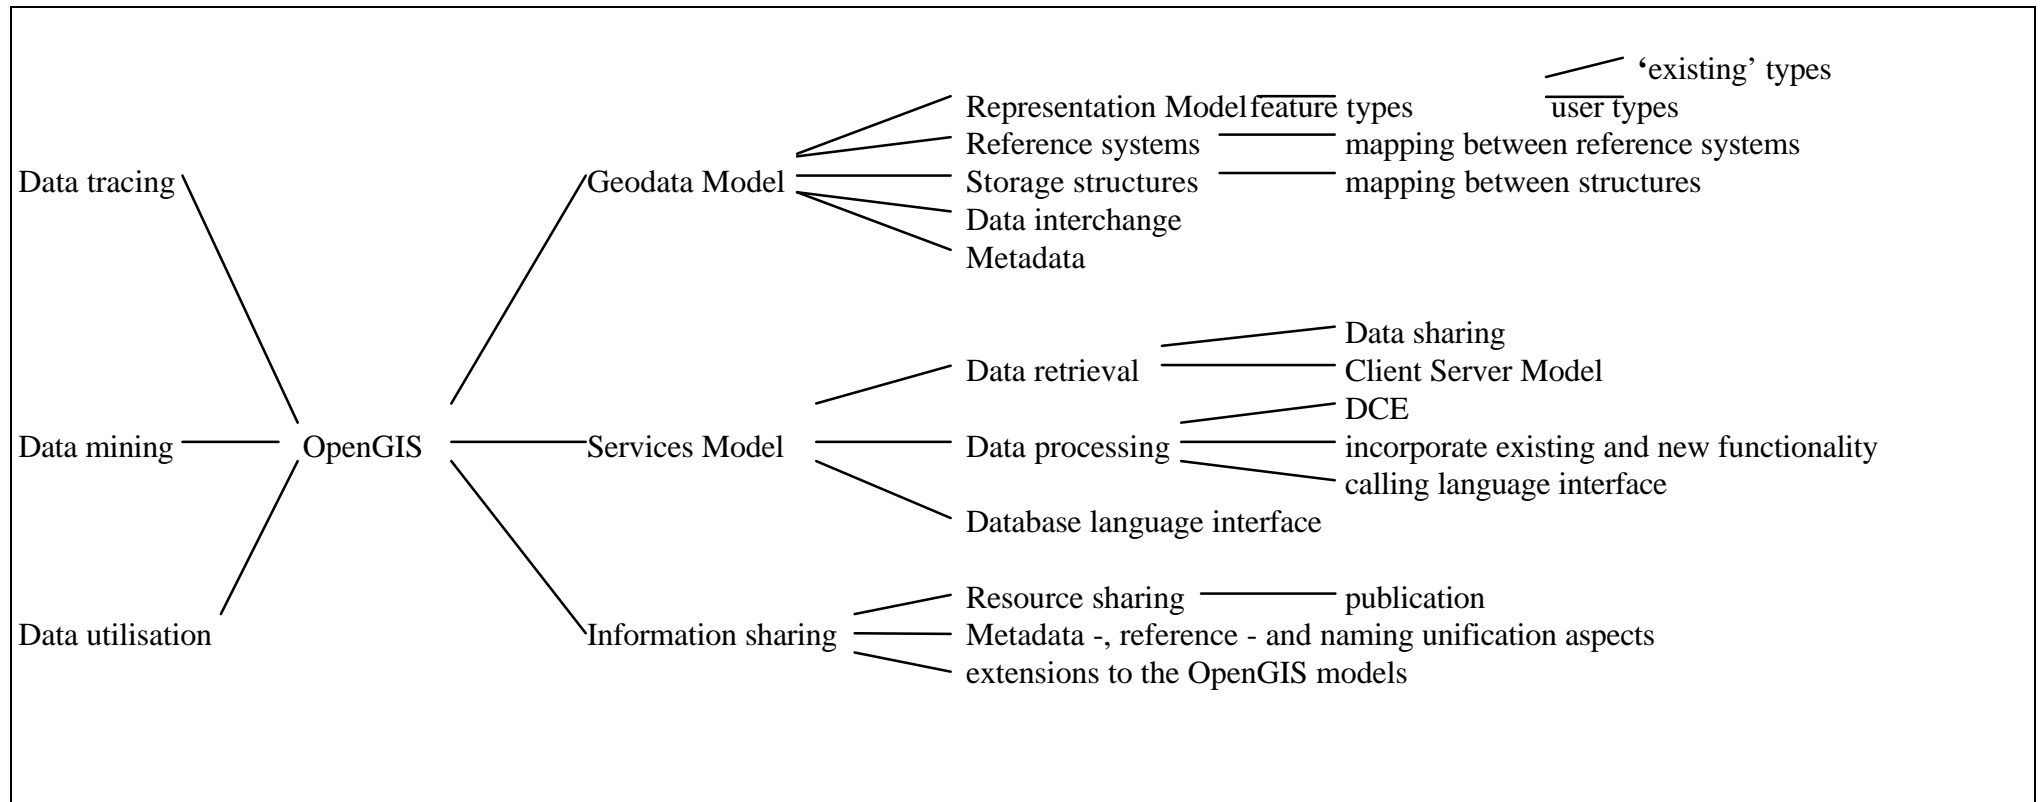 ‘existing’ types
Representation Model feature types user types
Reference systems mapping between reference systems
Data tracing Geodata Model Storage structures mapping between structures
Data interchange
Metadata
Data sharing
Data retrieval Client Server Model
DCE
Data mining OpenGIS Services Model Data processing incorporate existing and new functionality
calling language interface
Database language interface
Resource sharing publication
Data utilisation Information sharing Metadata -, reference - and naming unification aspects
extensions to the OpenGIS models